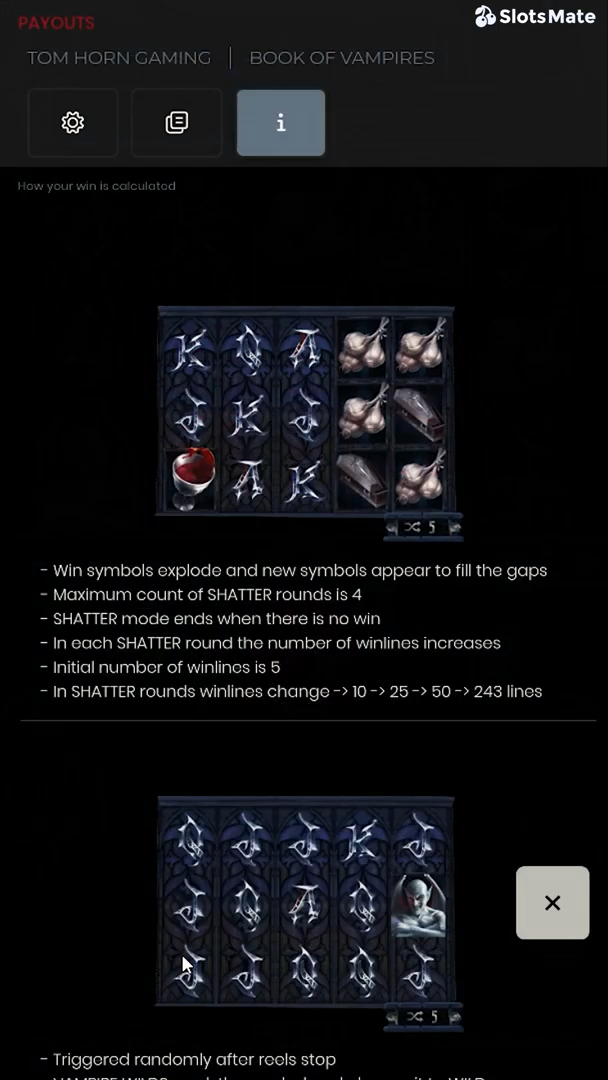 PAYOUTS
SlotsMate
TOM HORN GAMING | BOOK OF VAMPIRES
i
How your win is calculated
K Q A
J K J
A K
5
- Win symbols explode and new symbols appear to fill the gaps
- Maximum count of SHATTER rounds is 4
- SHATTER mode ends when there is no win
- In each SHATTER round the number of winlines increases
- Initial number of winlines is 5
- In SHATTER rounds winlines change -> 10 -> 25 -> 50 -> 243 lines
Q J J K J
J Q A Q
J J Q Q J
5
- Triggered randomly after reels stop